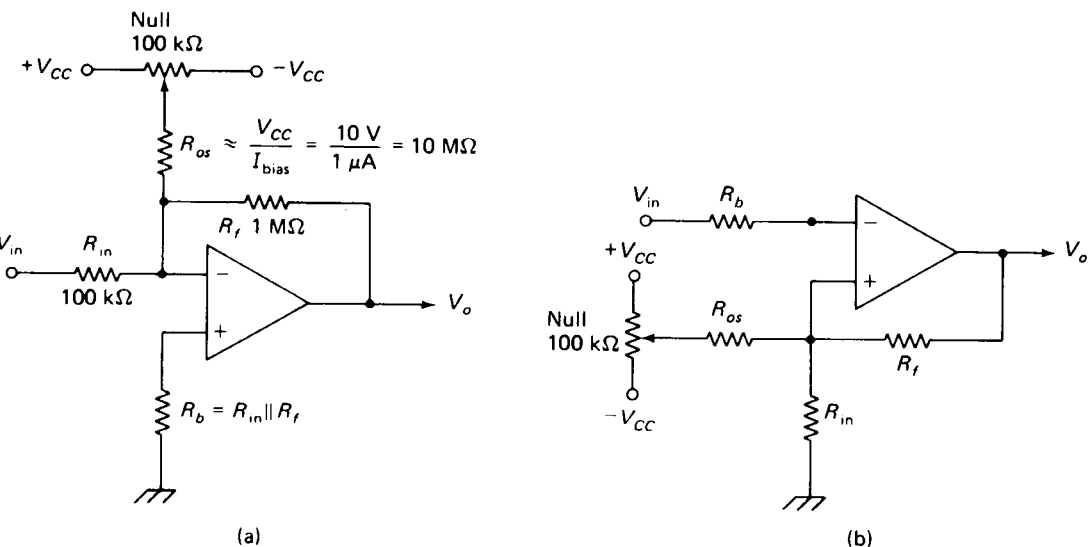 Null
100 kΩ
+V_CC
−V_CC
R_os ≈ V_CC / I_bias = 10 V / 1 μA = 10 MΩ
R_f 1 MΩ
V_in
R_in
100 kΩ
−
+
V_o
R_b = R_in || R_f
(a)
V_in
R_b
−
+
V_o
+V_CC
Null
100 kΩ
−V_CC
R_os
R_f
R_in
(b)